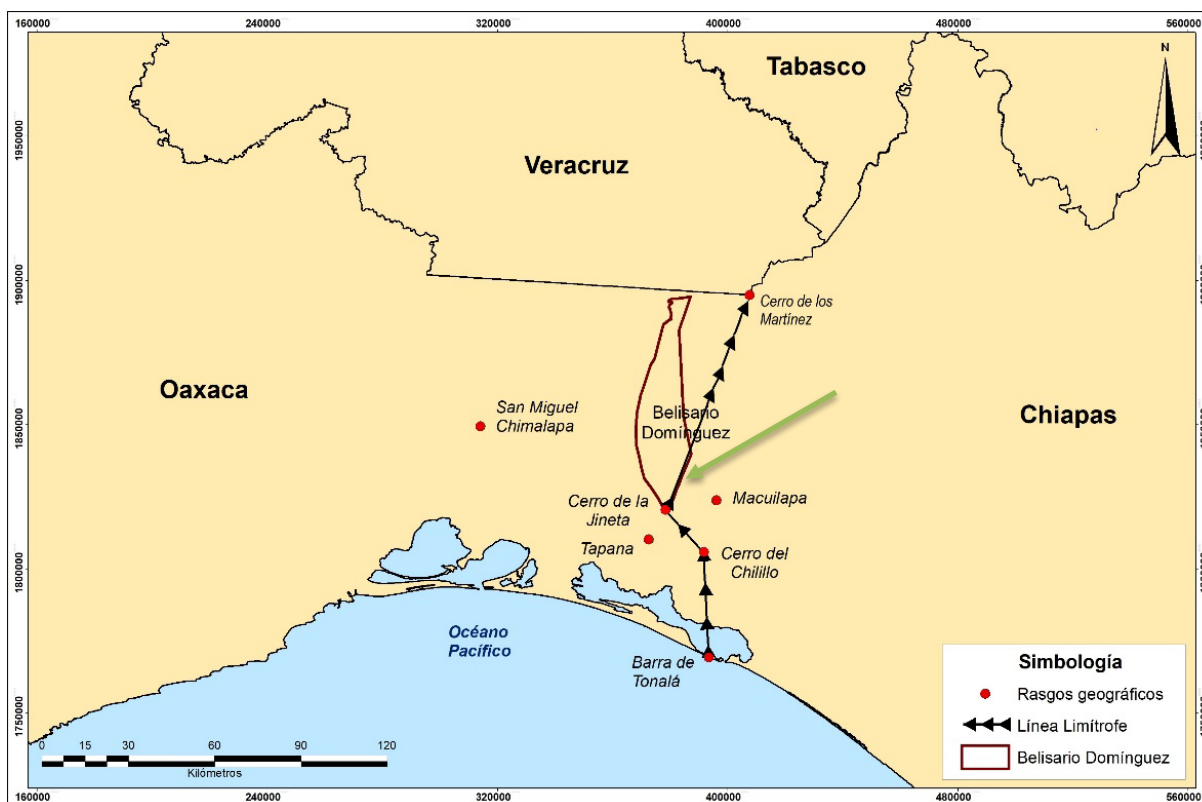 160000
240000
320000
400000
480000
560000
N
Tabasco
Veracruz
1950000
1900000
1900000
Cerro de los
Martínez
Oaxaca
San Miguel
Chimalapa
Belisario
Domínguez
Chiapas
1850000
Cerro de la
Jineta
Macuilapa
Tapana
Cerro del
Chilillo
1800000
1800000
Océano
Pacífico
Barra de
Tonalá
Simbología
Rasgos geográficos
Línea Limítrofe
Belisario Domínguez
1750000
0
15
30
60
90
120
Kilómetros
160000
240000
320000
400000
480000
560000